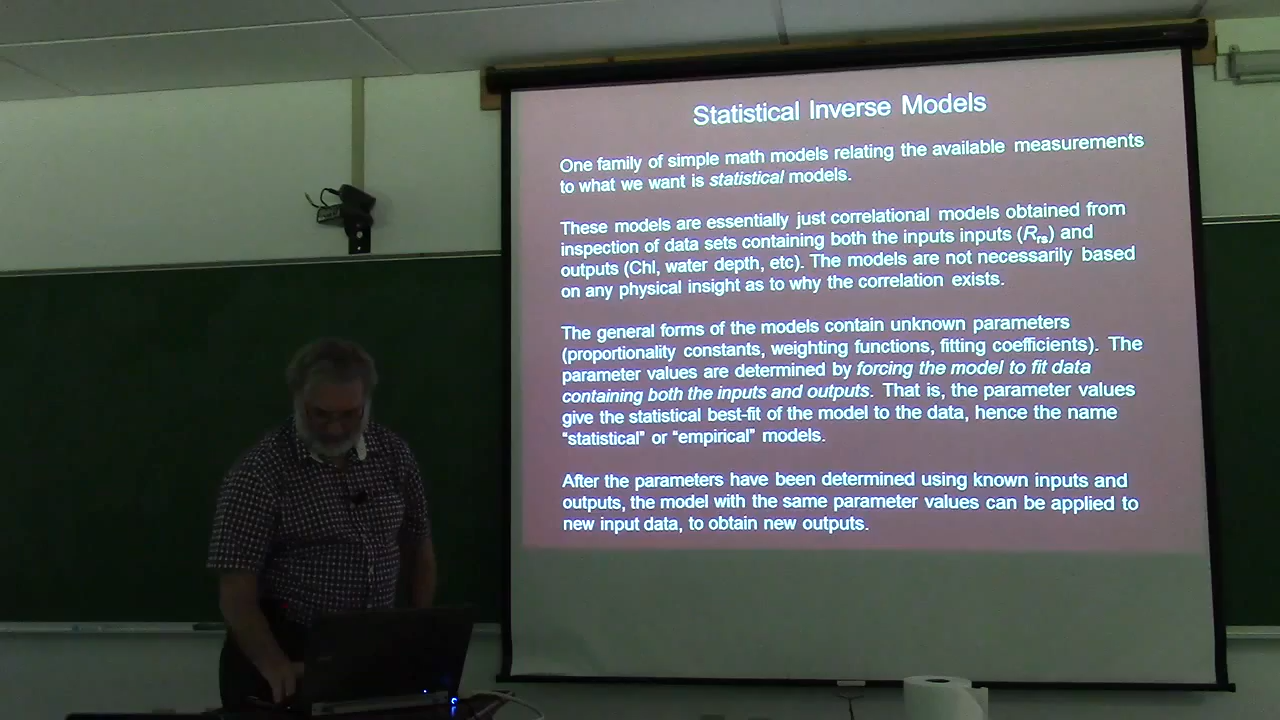 Statistical Inverse Models
One family of simple math models relating the available measurements
to what we want is statistical models.
These models are essentially just correlational models obtained from
inspection of data sets containing both the inputs inputs (Rrs) and
outputs (Chl, water depth, etc). The models are not necessarily based
on any physical insight as to why the correlation exists.
The general forms of the models contain unknown parameters
(proportionality constants, weighting functions, fitting coefficients). The
parameter values are determined by forcing the model to fit data
containing both the inputs and outputs. That is, the parameter values
give the statistical best-fit of the model to the data, hence the name
“statistical” or “empirical” models.
After the parameters have been determined using known inputs and
outputs, the model with the same parameter values can be applied to
new input data, to obtain new outputs.